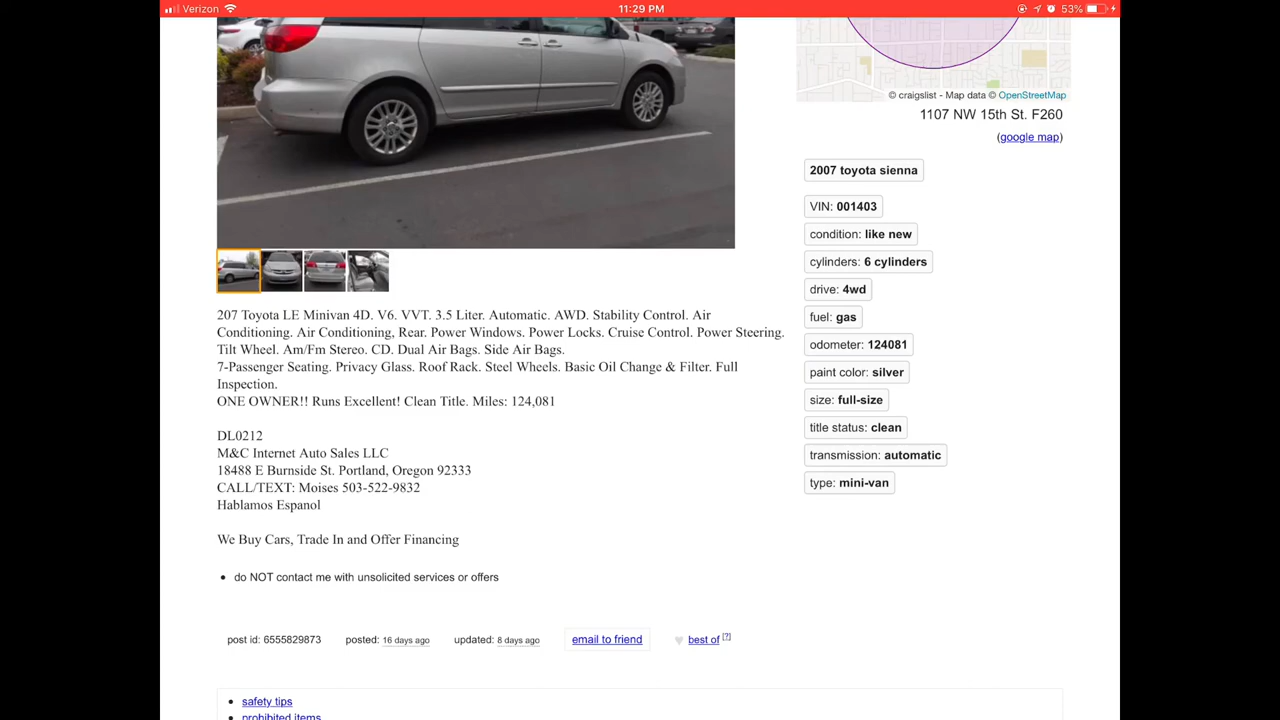 Verizon
11:29 PM
53%
© craigslist - Map data © OpenStreetMap
1107 NW 15th St. F260
(google map)
2007 toyota sienna
VIN: 001403
condition: like new
cylinders: 6 cylinders
drive: 4wd
fuel: gas
odometer: 124081
paint color: silver
size: full-size
title status: clean
transmission: automatic
type: mini-van
207 Toyota LE Minivan 4D. V6. VVT. 3.5 Liter. Automatic. AWD. Stability Control. Air
Conditioning. Air Conditioning, Rear. Power Windows. Power Locks. Cruise Control. Power Steering.
Tilt Wheel. Am/Fm Stereo. CD. Dual Air Bags. Side Air Bags.
7-Passenger Seating. Privacy Glass. Roof Rack. Steel Wheels. Basic Oil Change & Filter. Full
Inspection.
ONE OWNER!! Runs Excellent! Clean Title. Miles: 124,081
DL0212
M&C Internet Auto Sales LLC
18488 E Burnside St. Portland, Oregon 92333
CALL/TEXT: Moises 503-522-9832
Hablamos Espanol
We Buy Cars, Trade In and Offer Financing
do NOT contact me with unsolicited services or offers
post id: 6555829873 posted: 16 days ago updated: 8 days ago email to friend best of [?]
safety tips
prohibited items